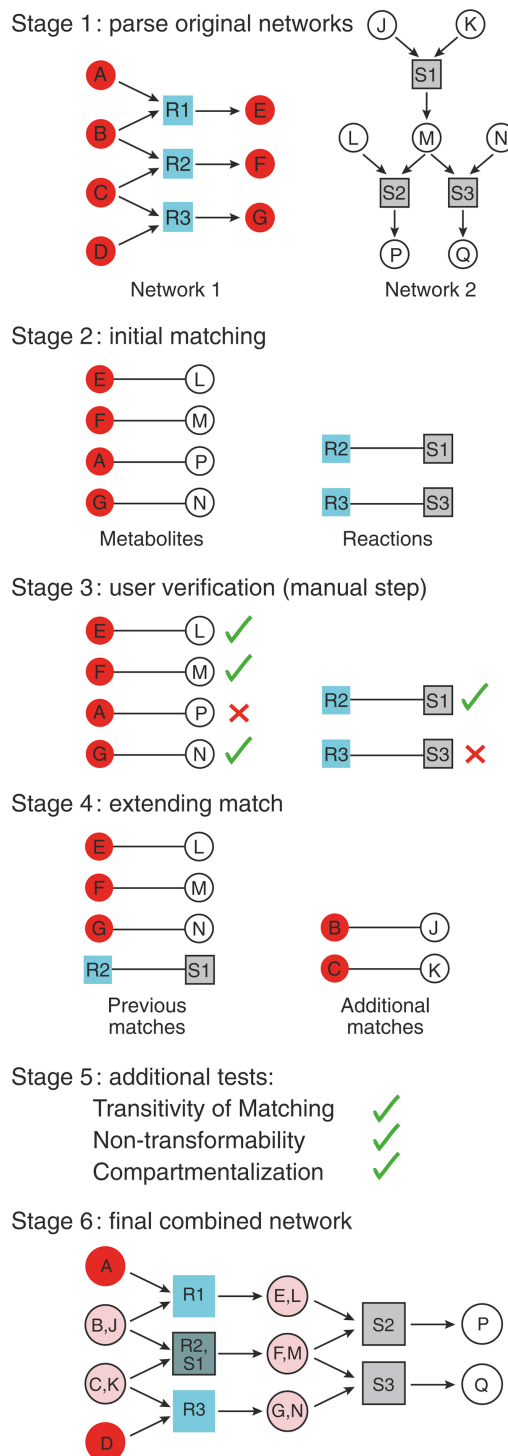 Stage 1: parse original networks
J K
A S1
R1 E
B L M N
R2 F
C S2 S3
R3 G
D P Q
Network 1 Network 2
Stage 2: initial matching
E L
F M
A P R2 S1
G N R3 S3
Metabolites Reactions
Stage 3: user verification (manual step)
E L
F M
A P R2 S1
G N R3 S3
Stage 4: extending match
E L
F M
G N B J
R2 S1 C K
Previous matches Additional matches
Stage 5: additional tests:
Transitivity of Matching
Non-transformability
Compartmentalization
Stage 6: final combined network
A
R1 E,L
B,J S2 P
R2,
S1 F,M
C,K S3 Q
R3 G,N
D